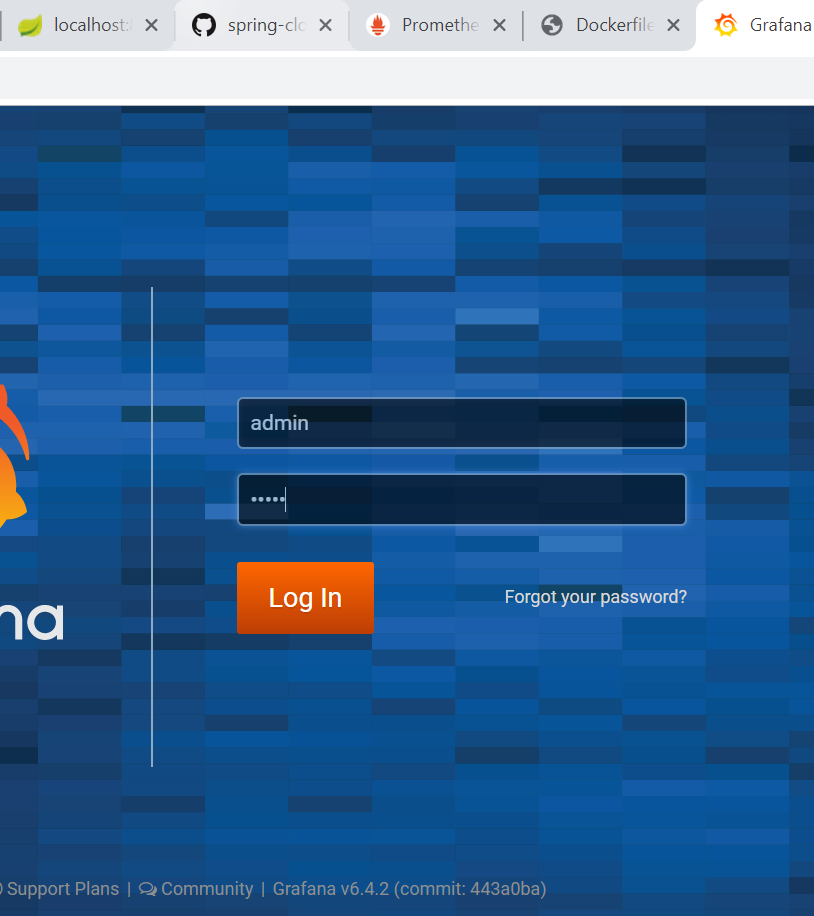 localhost:
spring-clo
Promethe
Dockerfile
Grafana
admin
•••••
Log In
Forgot your password?
na
Support Plans | Community | Grafana v6.4.2 (commit: 443a0ba)